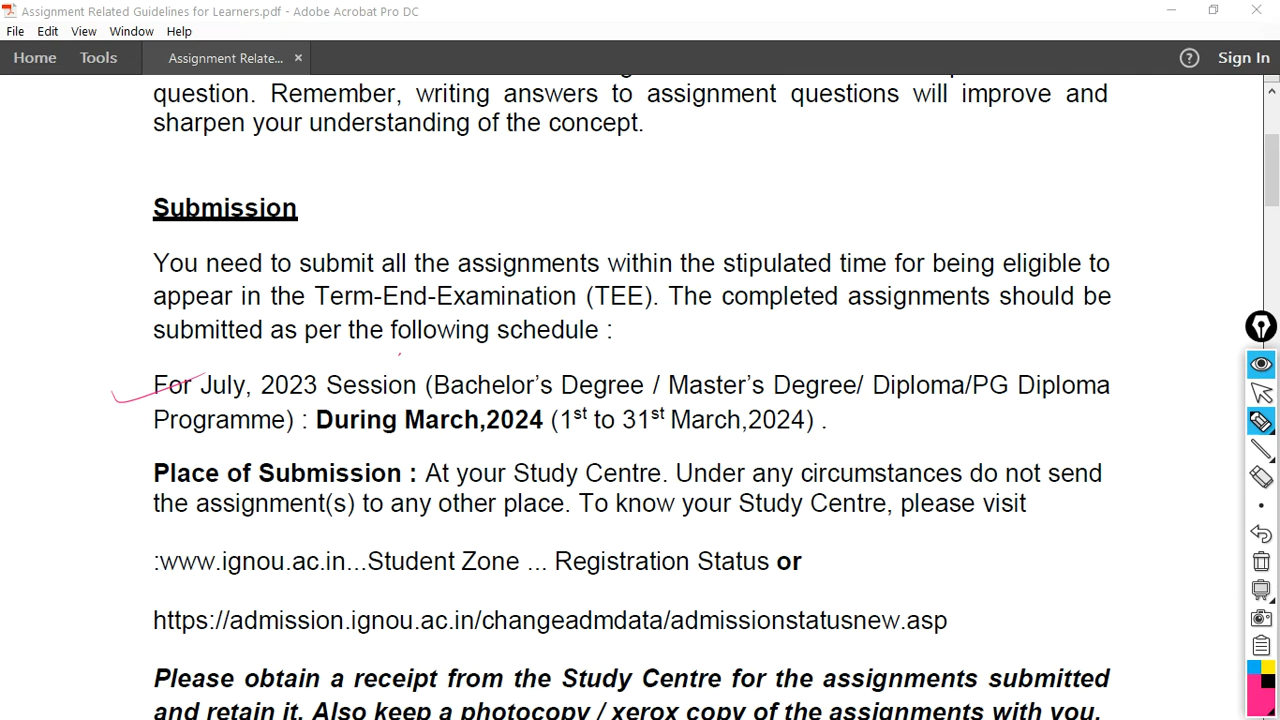 Assignment Related Guidelines for Learners.pdf - Adobe Acrobat Pro DC
File Edit View Window Help
Home Tools Assignment Relate... × Sign In
question. Remember, writing answers to assignment questions will improve and
sharpen your understanding of the concept.
Submission
You need to submit all the assignments within the stipulated time for being eligible to
appear in the Term-End-Examination (TEE). The completed assignments should be
submitted as per the following schedule :
For July, 2023 Session (Bachelor’s Degree / Master’s Degree/ Diploma/PG Diploma
Programme) : During March,2024 (1st to 31st March,2024) .
Place of Submission : At your Study Centre. Under any circumstances do not send
the assignment(s) to any other place. To know your Study Centre, please visit
:www.ignou.ac.in...Student Zone ... Registration Status or
https://admission.ignou.ac.in/changeadmdata/admissionstatusnew.asp
Please obtain a receipt from the Study Centre for the assignments submitted
and retain it. Also keep a photocopy / xerox copy of the assignments with you.